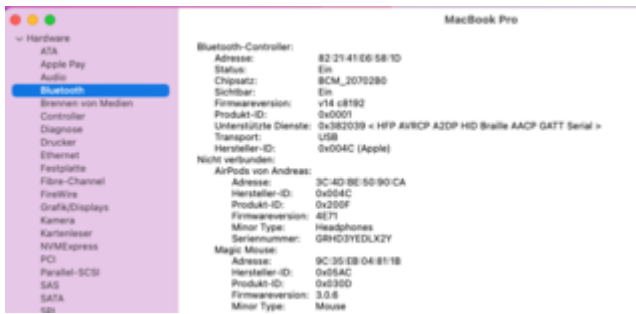 MacBook Pro
Hardware
ATA
Apple Pay
Audio
Bluetooth
Brennen von Medien
Controller
Diagnose
Drucker
Ethernet
Festplatte
Fibre-Channel
FireWire
Grafik/Displays
Kamera
Kartenleser
NVMExpress
PCI
Parallel-SCSI
SAS
SATA
SPI
Bluetooth-Controller:
Adresse: 82:21:41:E6:58:1D
Status: Ein
Chipsatz: BCM_20702B0
Sichtbar: Ein
Firmwareversion: v14 c8192
Produkt-ID: 0x0001
Unterstützte Dienste: 0x382039 < HFP AVRCP A2DP HID Braille AACP GATT Serial >
Transport: USB
Hersteller-ID: 0x004C (Apple)
Nicht verbunden:
AirPods von Andreas:
Adresse: 3C:4D:BE:50:90:CA
Hersteller-ID: 0x004C
Produkt-ID: 0x200F
Firmwareversion: 4E71
Minor Type: Headphones
Seriennummer: GRHD3YEDLX2Y
Magic Mouse:
Adresse: 9C:35:EB:04:81:1B
Hersteller-ID: 0x05AC
Produkt-ID: 0x030D
Firmwareversion: 3.0.6
Minor Type: Mouse